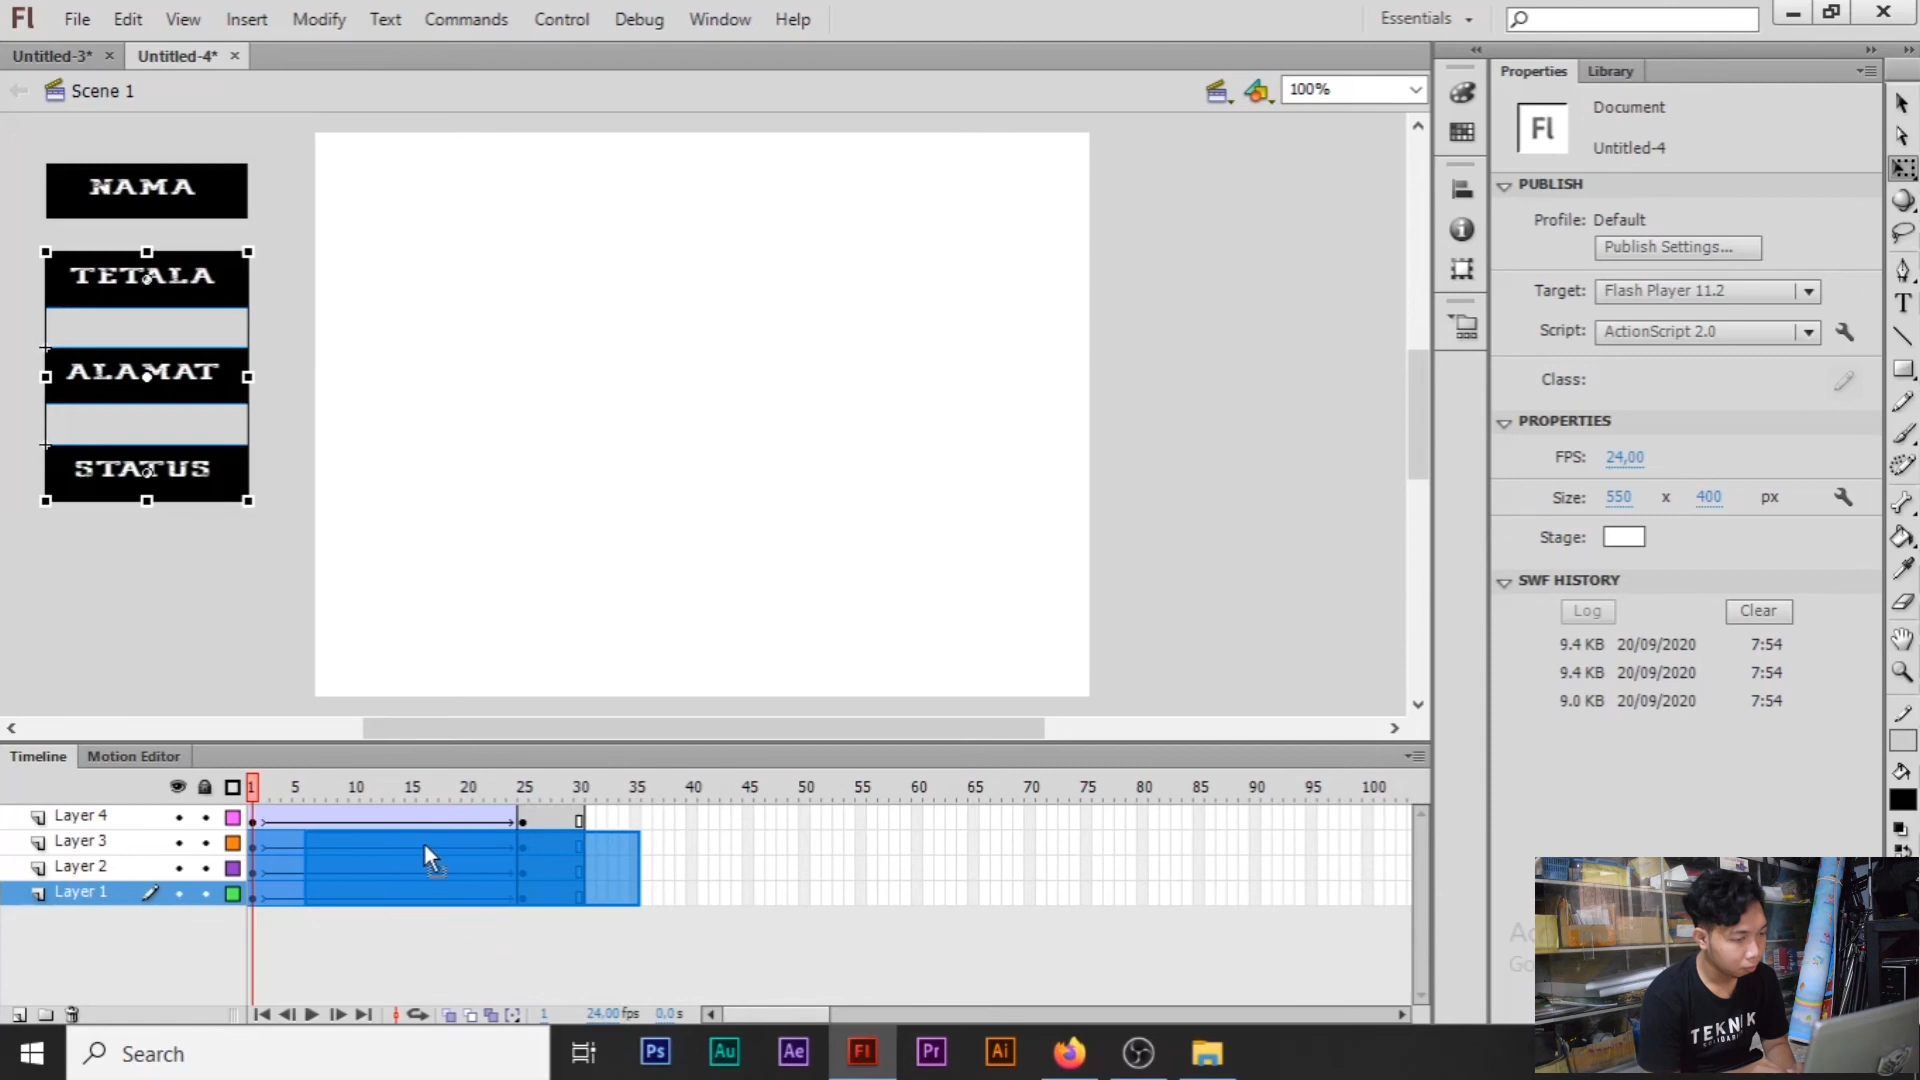 Fl File Edit View Insert Modify Text Commands Control Debug Window Help Essentials
Untitled-3* × Untitled-4* ×
Scene 1 100%
Properties Library
Document
Fl
Untitled-4
PUBLISH
Profile: Default
Publish Settings...
Target: Flash Player 11.2
Script: ActionScript 2.0
Class:
PROPERTIES
FPS: 24,00
Size: 550 x 400 px
Stage:
SWF HISTORY
Log Clear
9.4 KB 20/09/2020 7:54
9.4 KB 20/09/2020 7:54
9.0 KB 20/09/2020 7:54
NAMA
TETALA
ALAMAT
STATUS
Timeline Motion Editor
1 5 10 15 20 25 30 35 40 45 50 55 60 65 70 75 80 85 90 95 100
Layer 4
Layer 3
Layer 2
Layer 1
1 24,00 fps 0,0 s
Search
Ps Au Ae Fl Pr Ai